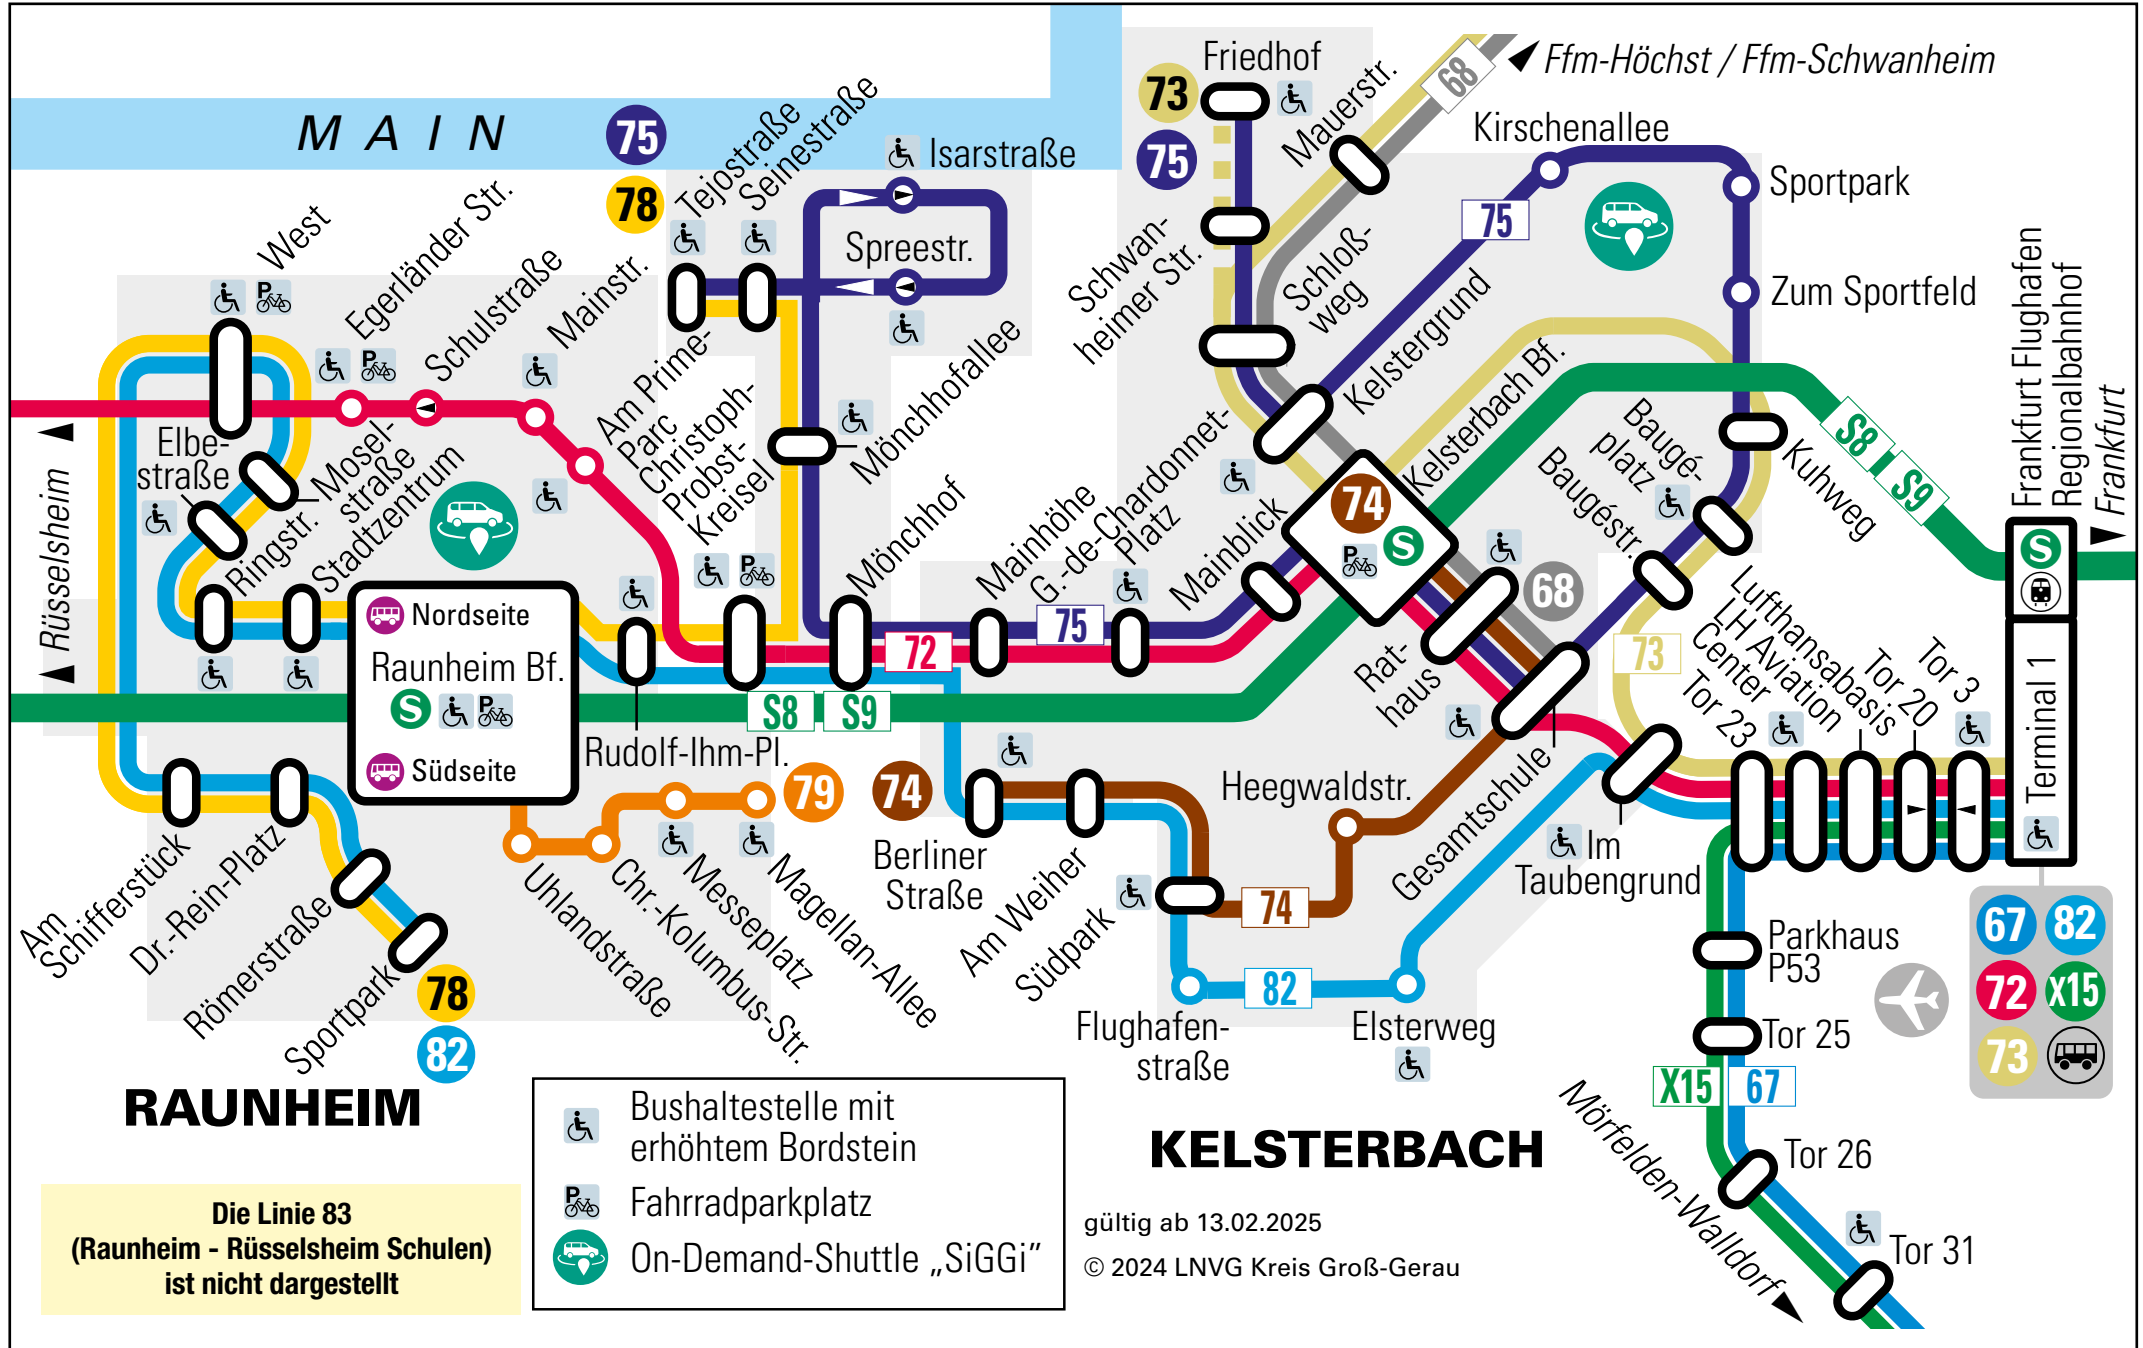 MAIN
75
78
Tejostraße
Seinestraße
Isarstraße
Spreestr.
73
75
Friedhof
Mauerstr.
68
Ffm-Höchst / Ffm-Schwanheim
Kirschenallee
Sportpark
75
Zum Sportfeld
Schwan-
heimer Str.
Schloß-
weg
Kelstergrund
Frankfurt Flughafen
Regionalbahnhof
Frankfurt
West
Egerländer Str.
Schulstraße
Mainstr.
Am Prime-
Parc
Christoph-
Probst-
Kreisel
Mönchhofallee
Rüsselsheim
Elbe-
straße
Mosel-
straße
Ringstr.
Stadtzentrum
Mönchhof
Mainhöhe
G.-de-Chardonnet-
Platz
Mainblick
Kelsterbach Bf.
74
S
Baugé-
platz
Baugéstr.
Kuhweg
S8
S9
S
Terminal 1
Nordseite
Raunheim Bf.
S
Südseite
Rudolf-Ihm-Pl.
72
75
S8
S9
68
Rat-
haus
73
Lufthansabasis
LH Aviation
Center
Tor 23
Tor 20
Tor 3
79
74
Berliner
Straße
Am Weiher
Südpark
Heegwaldstr.
Gesamtschule
Im
Taubengrund
74
82
Flughafen-
straße
Elsterweg
Am
Schifferstück
Dr.-Rein-Platz
Römerstraße
Sportpark
78
82
Uhlandstraße
Chr.-Kolumbus-Str.
Messeplatz
Magellan-Allee
Parkhaus
P53
Tor 25
X15
67
67
82
72
X15
73
Tor 26
Tor 31
Mörfelden-Walldorf
RAUNHEIM
KELSTERBACH
Die Linie 83
(Raunheim - Rüsselsheim Schulen)
ist nicht dargestellt
Bushaltestelle mit
erhöhtem Bordstein
P
Fahrradparkplatz
On-Demand-Shuttle „SiGGi”
gültig ab 13.02.2025
© 2024 LNVG Kreis Groß-Gerau